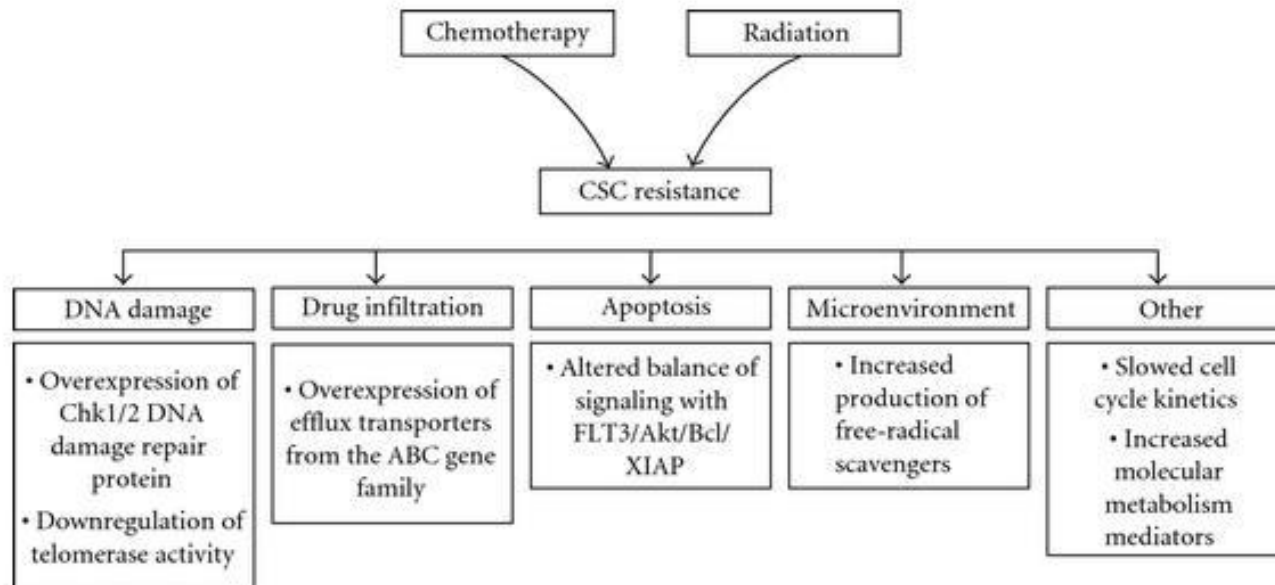 Chemotherapy
Radiation
CSC resistance
DNA damage
• Overexpression of
Chk1/2 DNA
damage repair
protein
• Downregulation of
telomerase activity
Drug infiltration
• Overexpression of
efflux transporters
from the ABC gene
family
Apoptosis
• Altered balance of
signaling with
FLT3/Akt/Bcl/
XIAP
Microenvironment
• Increased
production of
free-radical
scavengers
Other
• Slowed cell
cycle kinetics
• Increased
molecular
metabolism
mediators